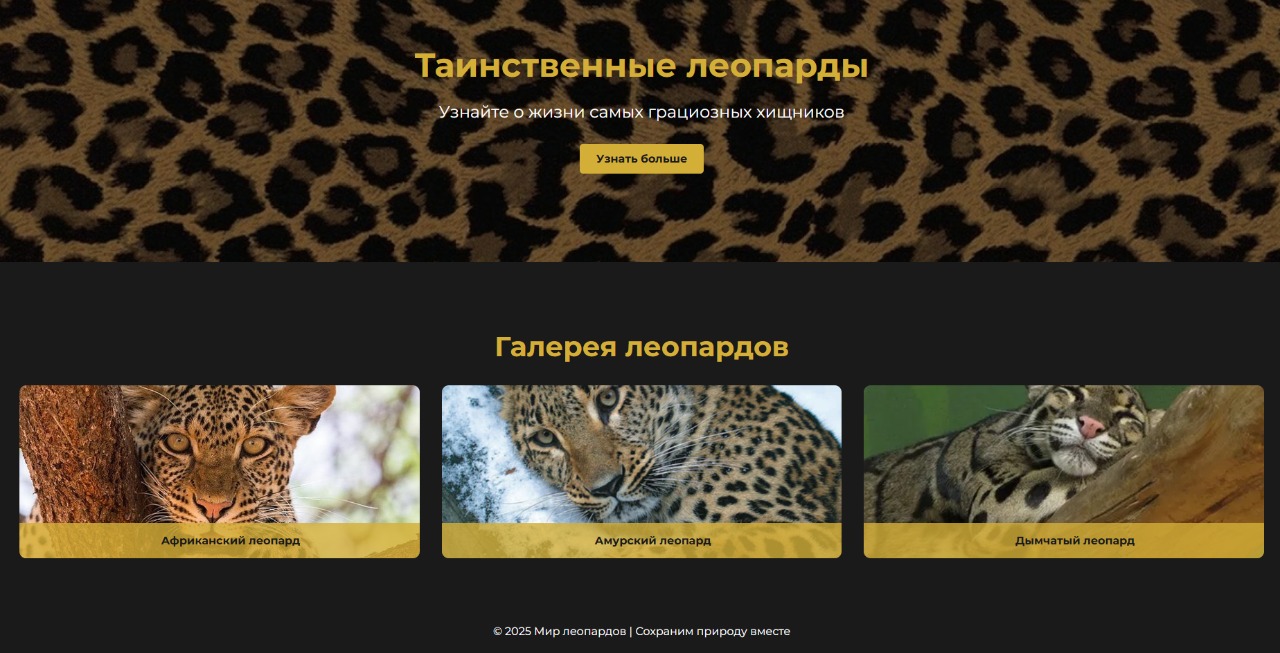 Таинственные леопарды
Узнайте о жизни самых грациозных хищников
Узнать больше
Галерея леопардов
Африканский леопард
Амурский леопард
Дымчатый леопард
© 2025 Мир леопардов | Сохраним природу вместе